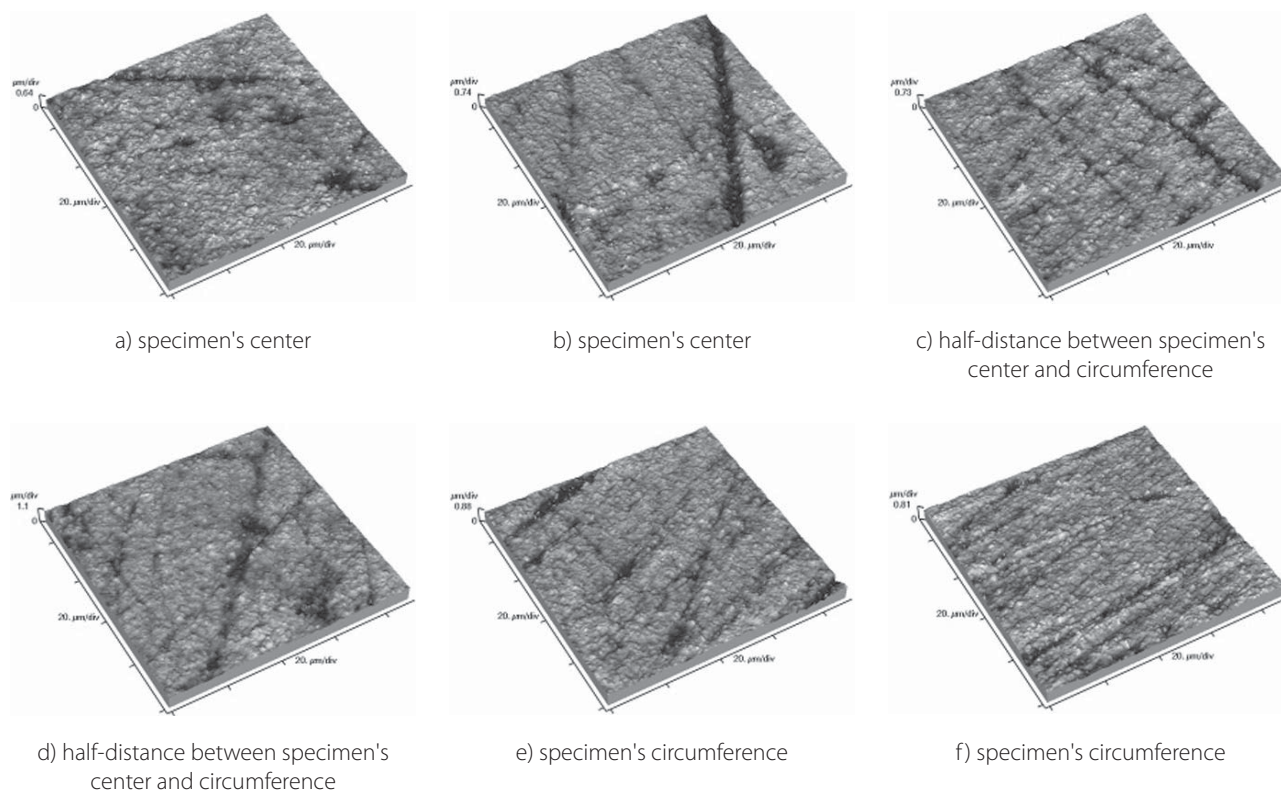 µm/div
0.64
0
20. µm/div
20. µm/div
a) specimen's center
µm/div
0.74
0
20. µm/div
20. µm/div
b) specimen's center
µm/div
0.73
0
20. µm/div
20. µm/div
c) half-distance between specimen's
center and circumference
µm/div
1.1
0
20. µm/div
20. µm/div
d) half-distance between specimen's
center and circumference
µm/div
0.88
0
20. µm/div
20. µm/div
e) specimen's circumference
µm/div
0.81
0
20. µm/div
20. µm/div
f) specimen's circumference